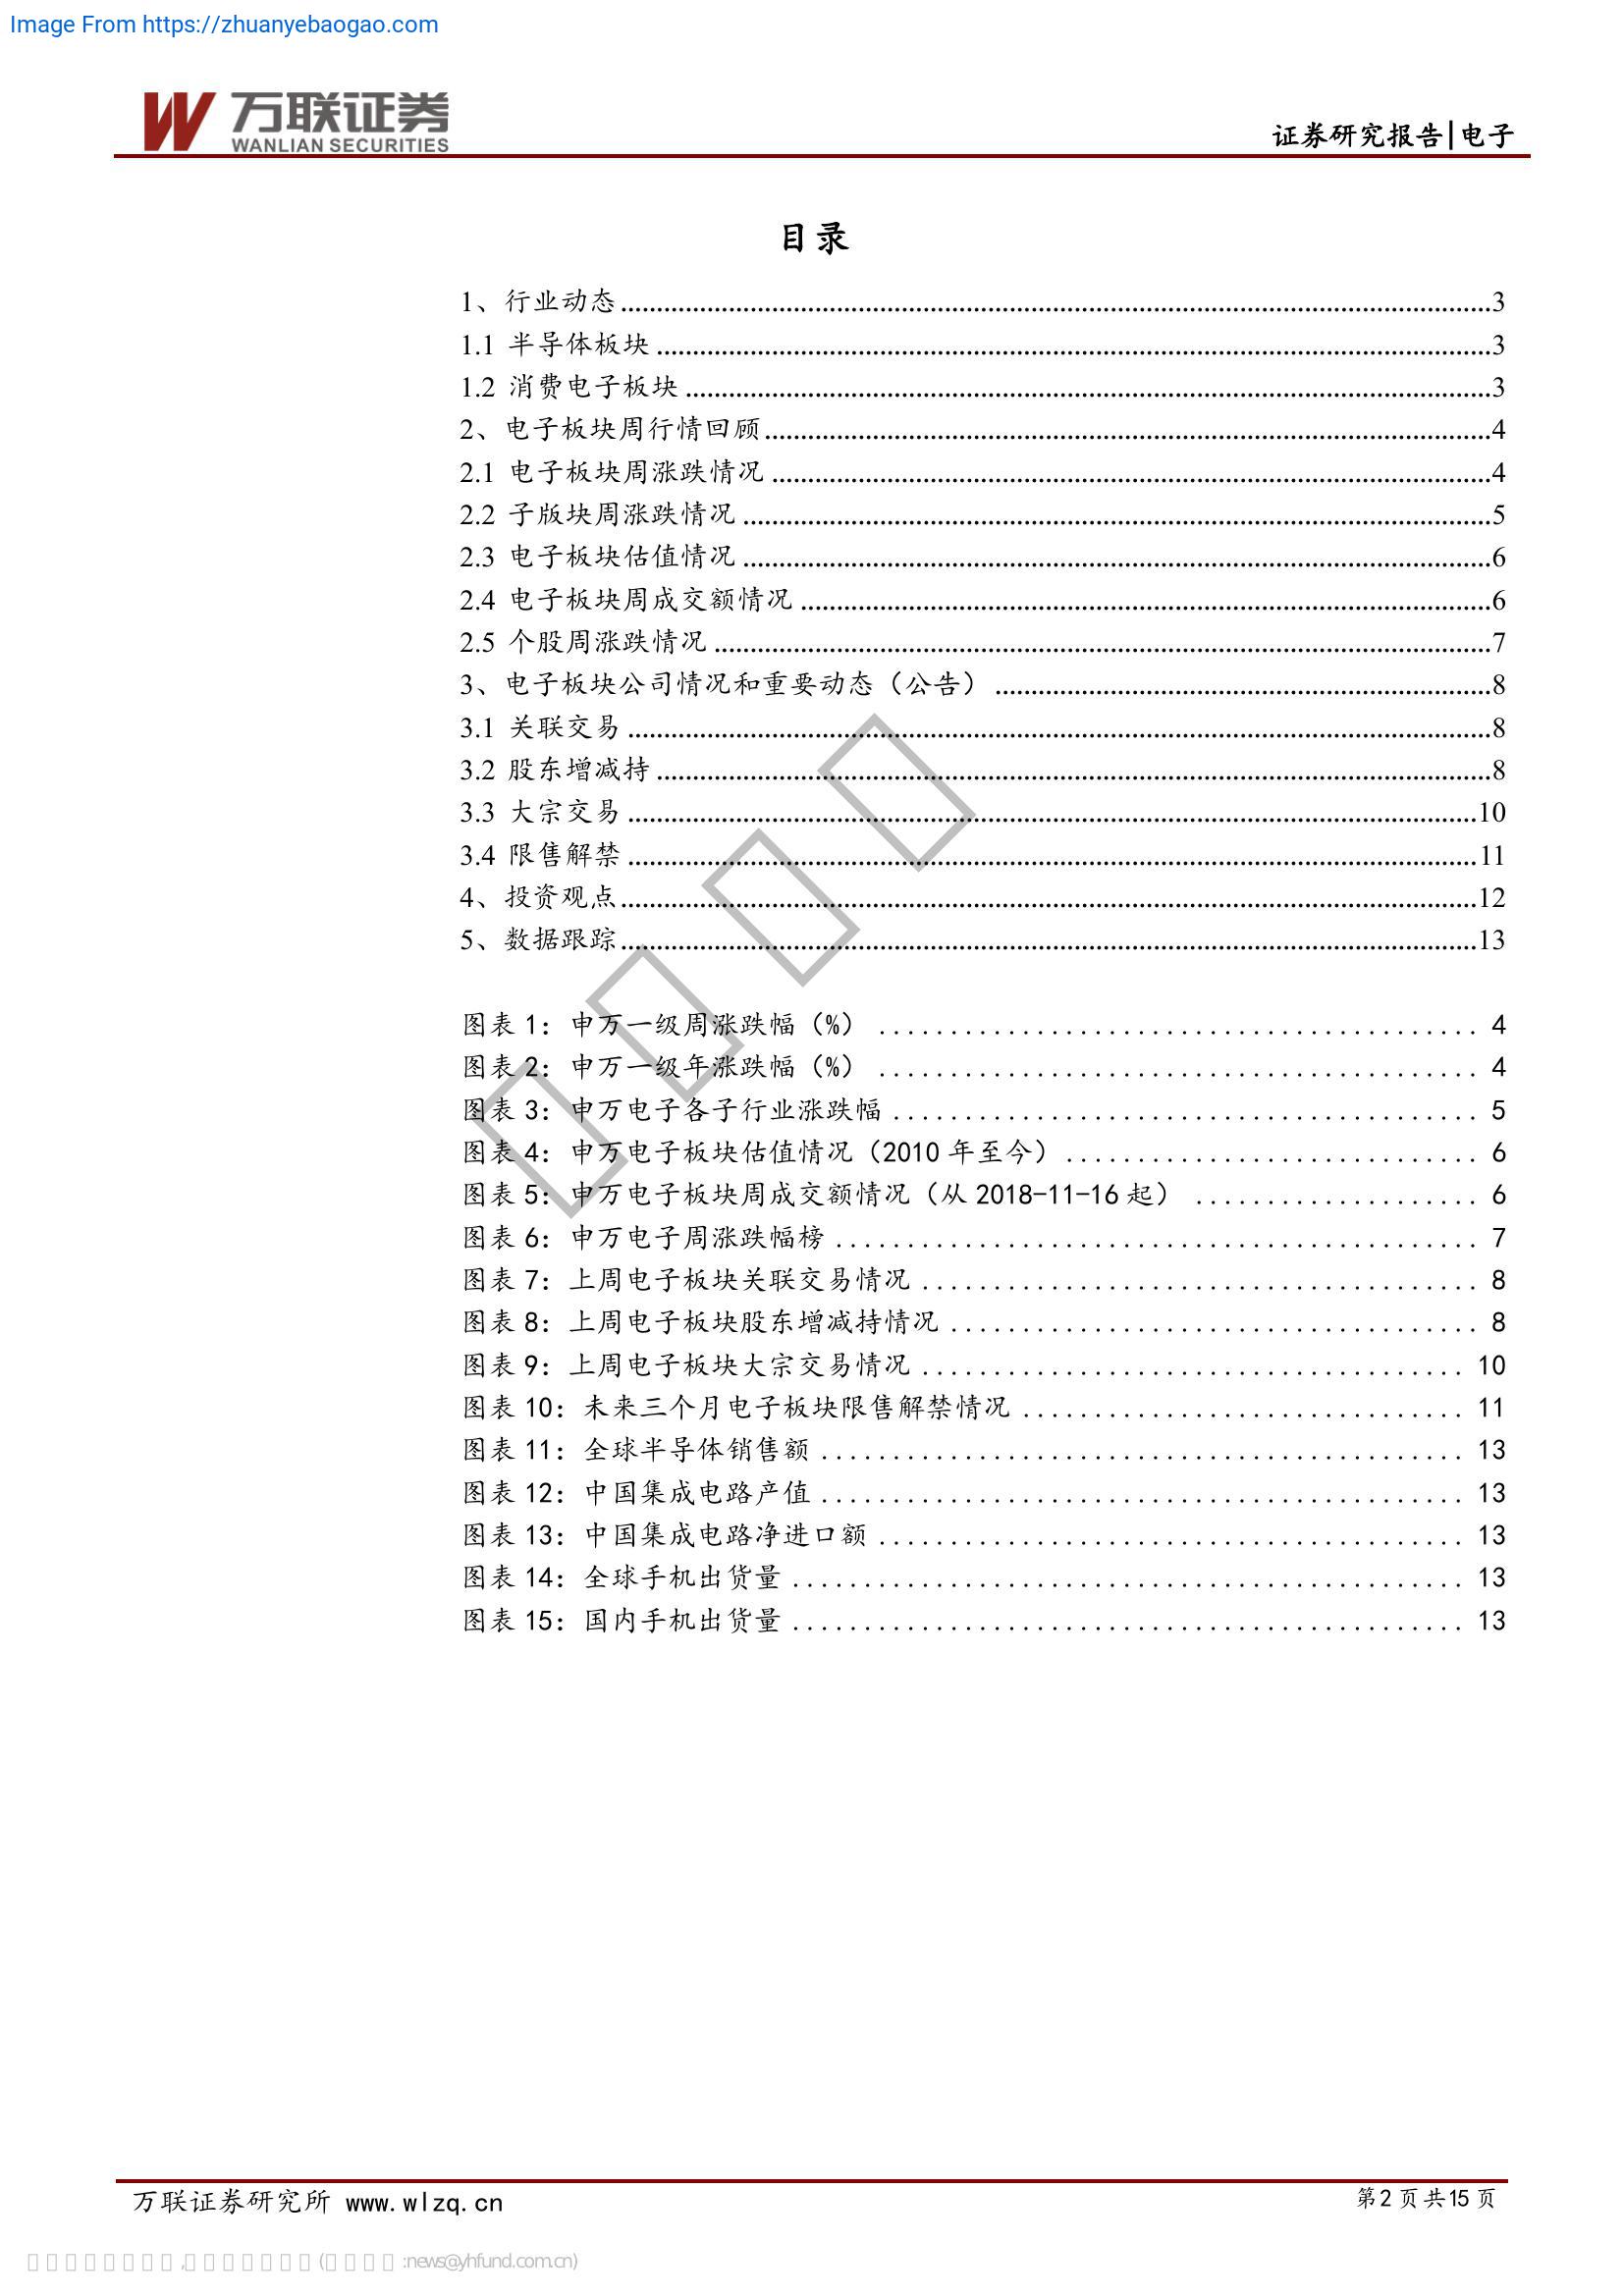 Image From https://zhuanyebaogao.com
万联证券
WANLIAN SECURITIES
证券研究报告|电子
目录
1、行业动态........................................3
1.1 半导体板块........................................3
1.2 消费电子板块........................................3
2、电子板块周行情回顾........................................4
2.1 电子板块周涨跌情况........................................4
2.2 子版块周涨跌情况........................................5
2.3 电子板块估值情况........................................6
2.4 电子板块周成交额情况........................................6
2.5 个股周涨跌情况........................................7
3、电子板块公司情况和重要动态（公告）........................................8
3.1 关联交易........................................8
3.2 股东增减持........................................8
3.3 大宗交易........................................10
3.4 限售解禁........................................11
4、投资观点........................................12
5、数据跟踪........................................13
图表 1：申万一级周涨跌幅（%）........................................4
图表 2：申万一级年涨跌幅（%）........................................4
图表 3：申万电子各子行业涨跌幅........................................5
图表 4：申万电子板块估值情况（2010 年至今）........................................6
图表 5：申万电子板块周成交额情况（从 2018-11-16 起）........................................6
图表 6：申万电子周涨跌幅榜........................................7
图表 7：上周电子板块关联交易情况........................................8
图表 8：上周电子板块股东增减持情况........................................8
图表 9：上周电子板块大宗交易情况........................................10
图表 10：未来三个月电子板块限售解禁情况........................................11
图表 11：全球半导体销售额........................................13
图表 12：中国集成电路产值........................................13
图表 13：中国集成电路净进口额........................................13
图表 14：全球手机出货量........................................13
图表 15：国内手机出货量........................................13
万联证券研究所 www.wlzq.cn
第 2 页 共 15 页
:news@yhfund.com.cn)